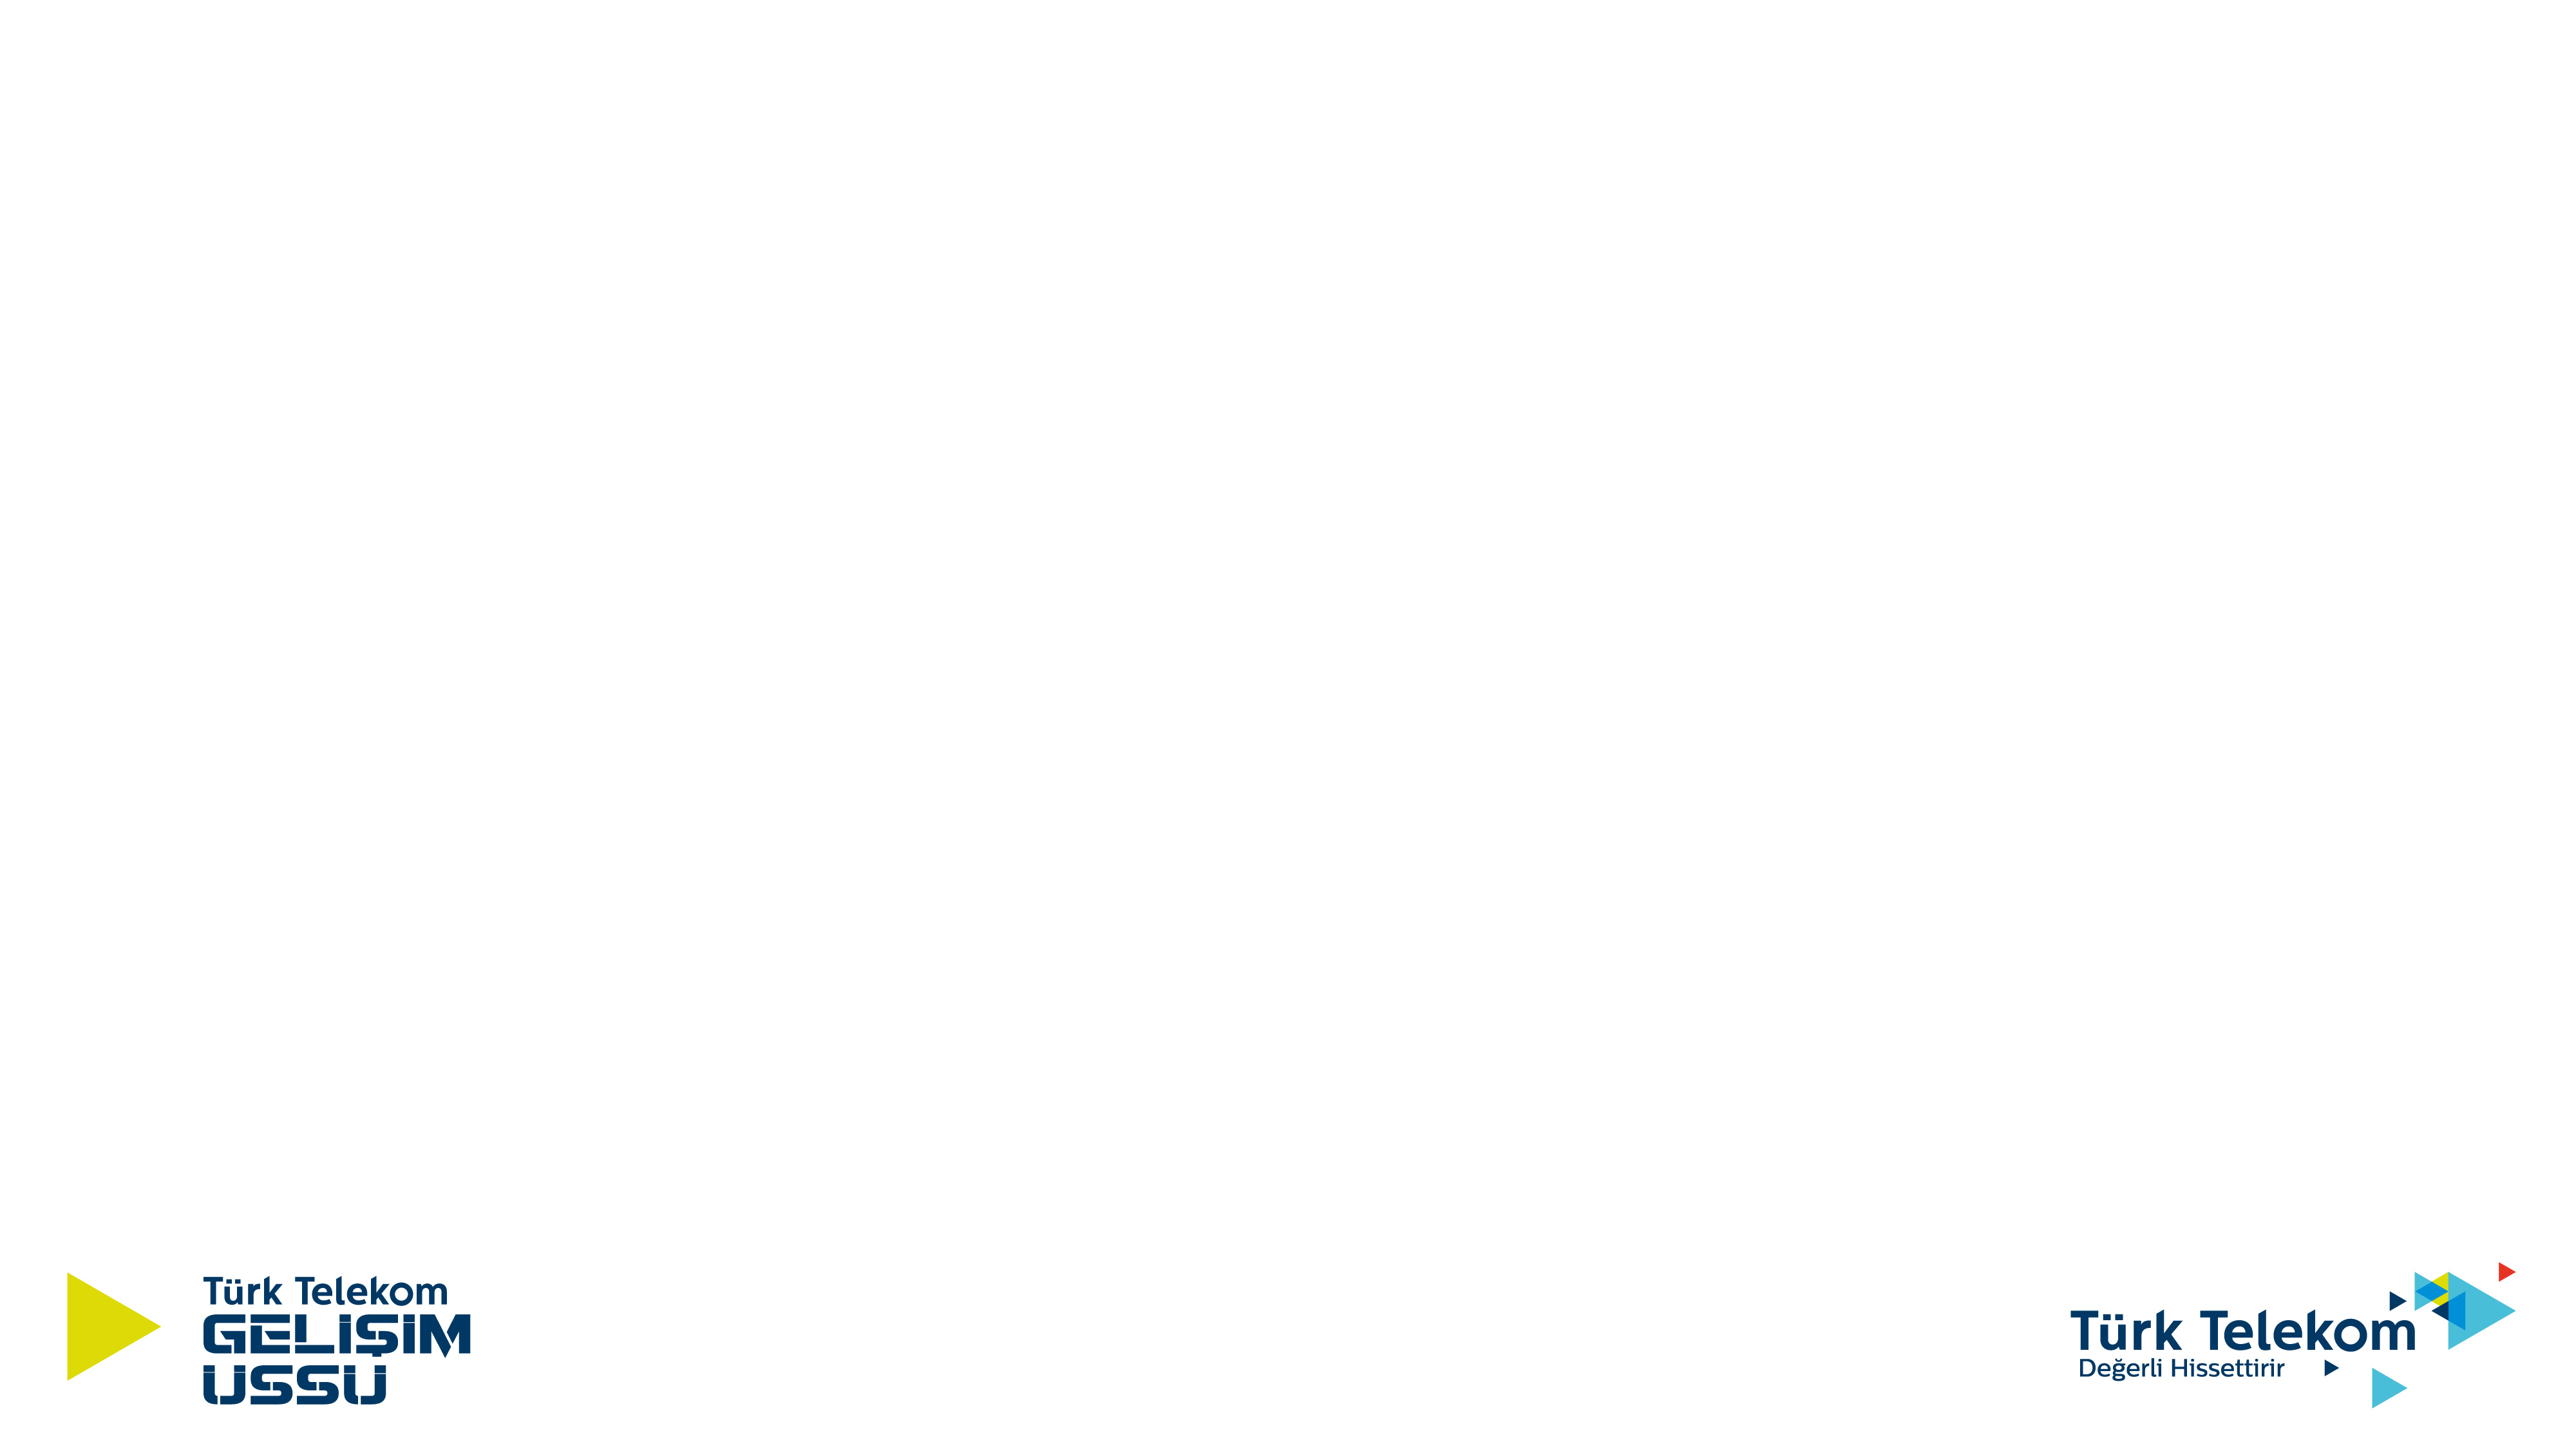 Türk Telekom
GELİŞİM
ÜSSÜ
Türk Telekom
Değerli Hissettirir